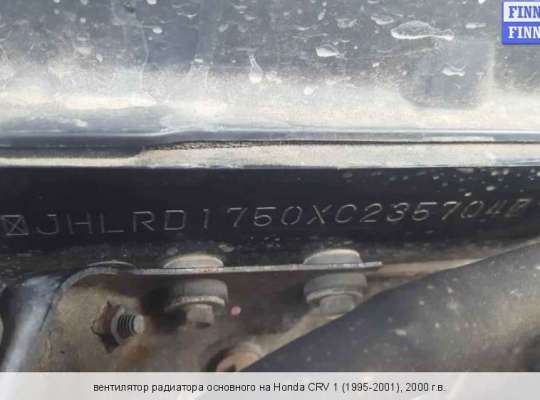 FINN
FINN
JHLRD1750XC235704
вентилятор радиатора основного на Honda CRV 1 (1995-2001), 2000 г.в.